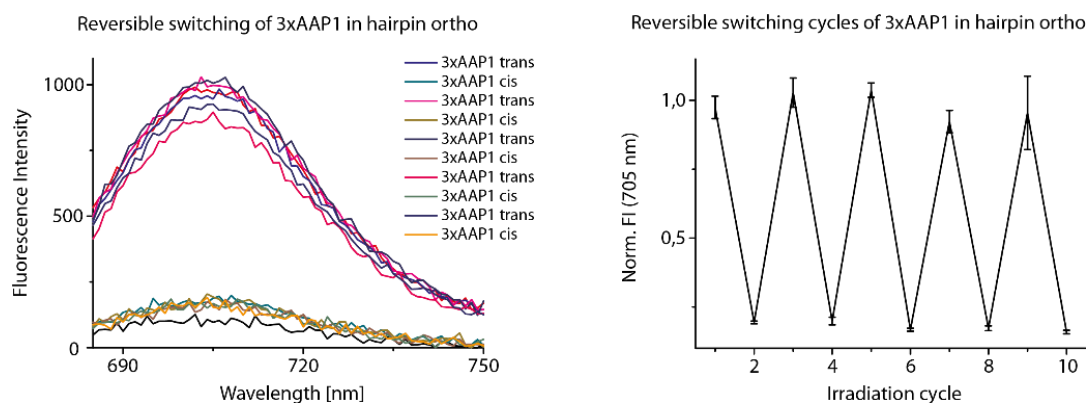 Reversible switching of 3xAAP1 in hairpin ortho
Fluorescence Intensity
1000
500
0
3xAAP1 trans
3xAAP1 cis
3xAAP1 trans
3xAAP1 cis
3xAAP1 trans
3xAAP1 cis
3xAAP1 trans
3xAAP1 cis
3xAAP1 trans
3xAAP1 cis
690
720
750
Wavelength [nm]
Reversible switching cycles of 3xAAP1 in hairpin ortho
Norm. FI (705 nm)
1,0
0,5
2
4
6
8
10
Irradiation cycle